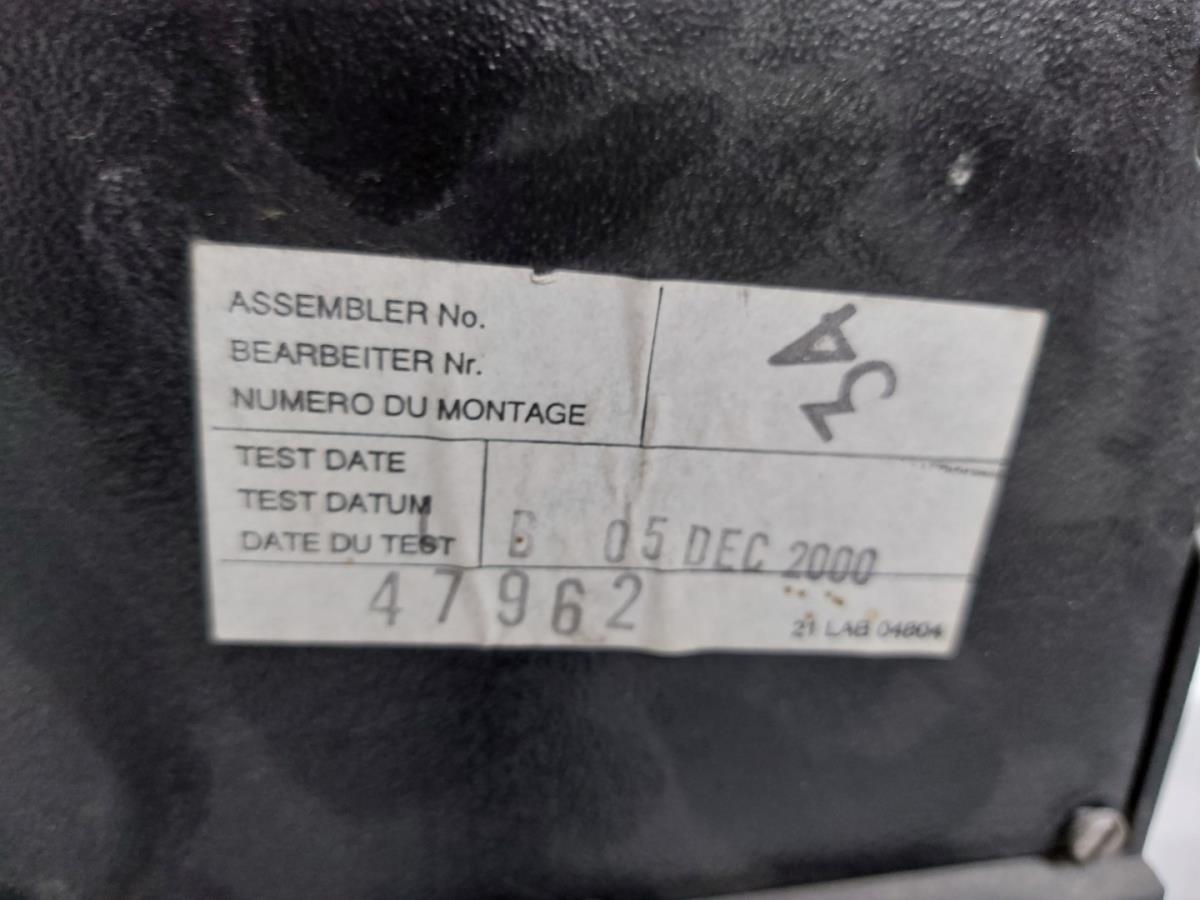 ASSEMBLER No.
BEARBEITER Nr.
NUMERO DU MONTAGE
TEST DATE
TEST DATUM
DATE DU TEST
B 05 DEC 2000
47962
21 LAB 04804